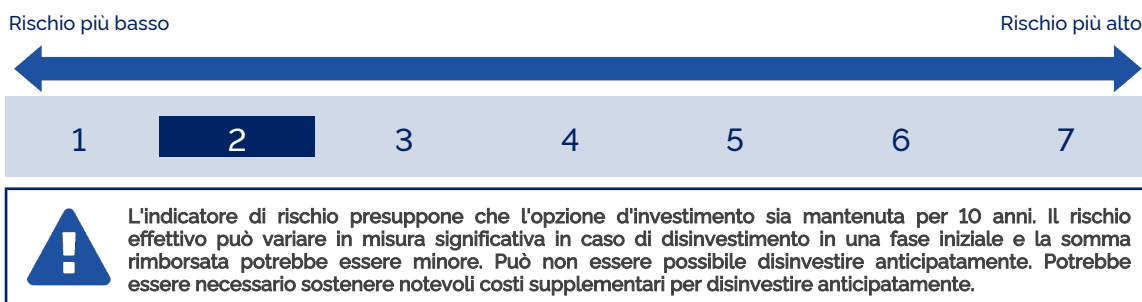 Rischio più basso Rischio più alto
1 2 3 4 5 6 7
L'indicatore di rischio presuppone che l'opzione d'investimento sia mantenuta per 10 anni. Il rischio
effettivo può variare in misura significativa in caso di disinvestimento in una fase iniziale e la somma
rimborsata potrebbe essere minore. Può non essere possibile disinvestire anticipatamente. Potrebbe
essere necessario sostenere notevoli costi supplementari per disinvestire anticipatamente.